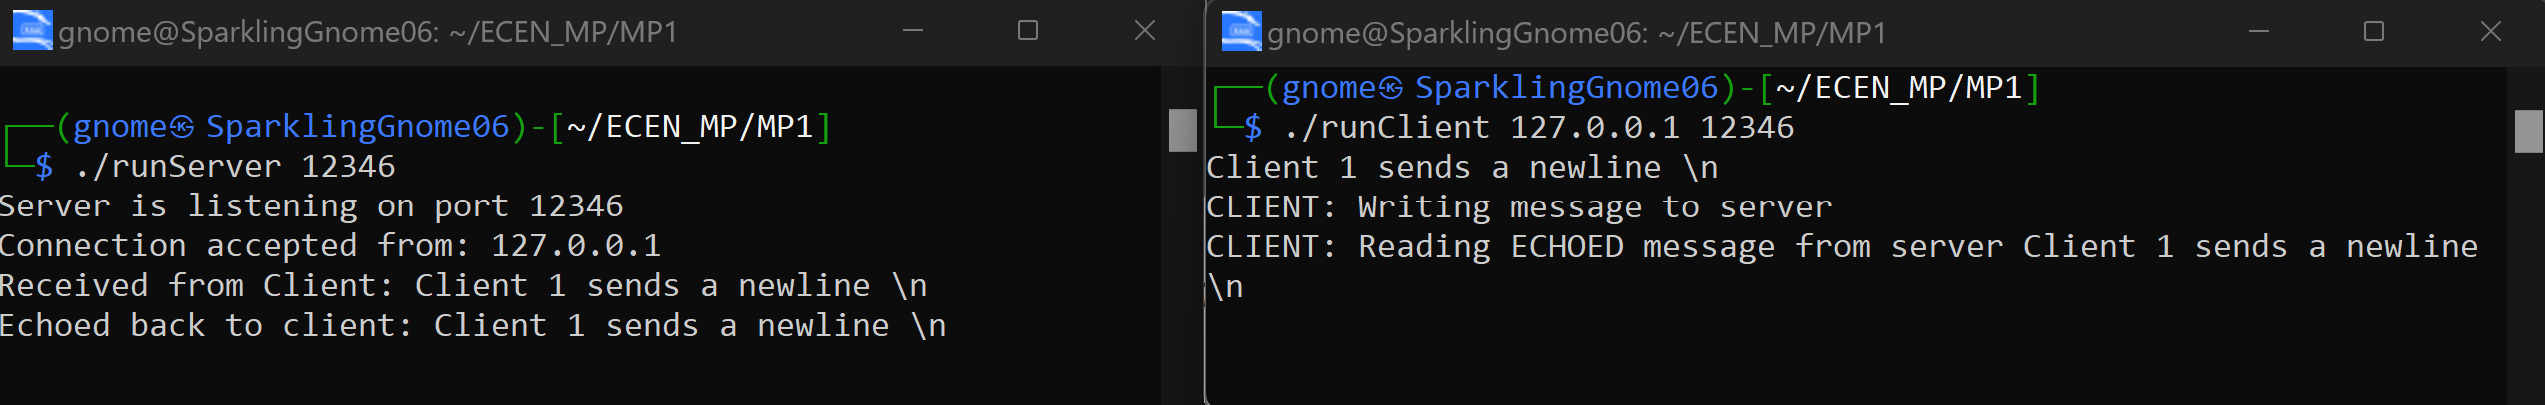 gnome@SparklingGnome06: ~/ECEN_MP/MP1
(gnome㉿SparklingGnome06)-[~/ECEN_MP/MP1]
$ ./runServer 12346
Server is listening on port 12346
Connection accepted from: 127.0.0.1
Received from Client: Client 1 sends a newline \n
Echoed back to client: Client 1 sends a newline \n
gnome@SparklingGnome06: ~/ECEN_MP/MP1
(gnome㉿SparklingGnome06)-[~/ECEN_MP/MP1]
$ ./runClient 127.0.0.1 12346
Client 1 sends a newline \n
CLIENT: Writing message to server
CLIENT: Reading ECHOED message from server Client 1 sends a newline
\n